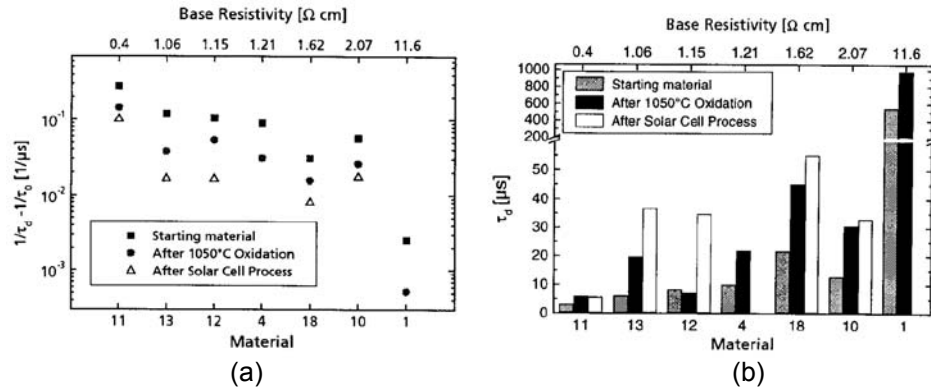 Base Resistivity [Ω cm]
0.4 1.06 1.15 1.21 1.62 2.07 11.6
10⁻¹
10⁻²
10⁻³
1/τd -1/τ0 [1/μs]
Starting material
After 1050°C Oxidation
After Solar Cell Process
11 13 12 4 18 10 1
Material
(a)
Base Resistivity [Ω cm]
0.4 1.06 1.15 1.21 1.62 2.07 11.6
1000
800
600
400
200
50
40
30
20
10
0
τd [μs]
Starting material
After 1050°C Oxidation
After Solar Cell Process
11 13 12 4 18 10 1
Material
(b)